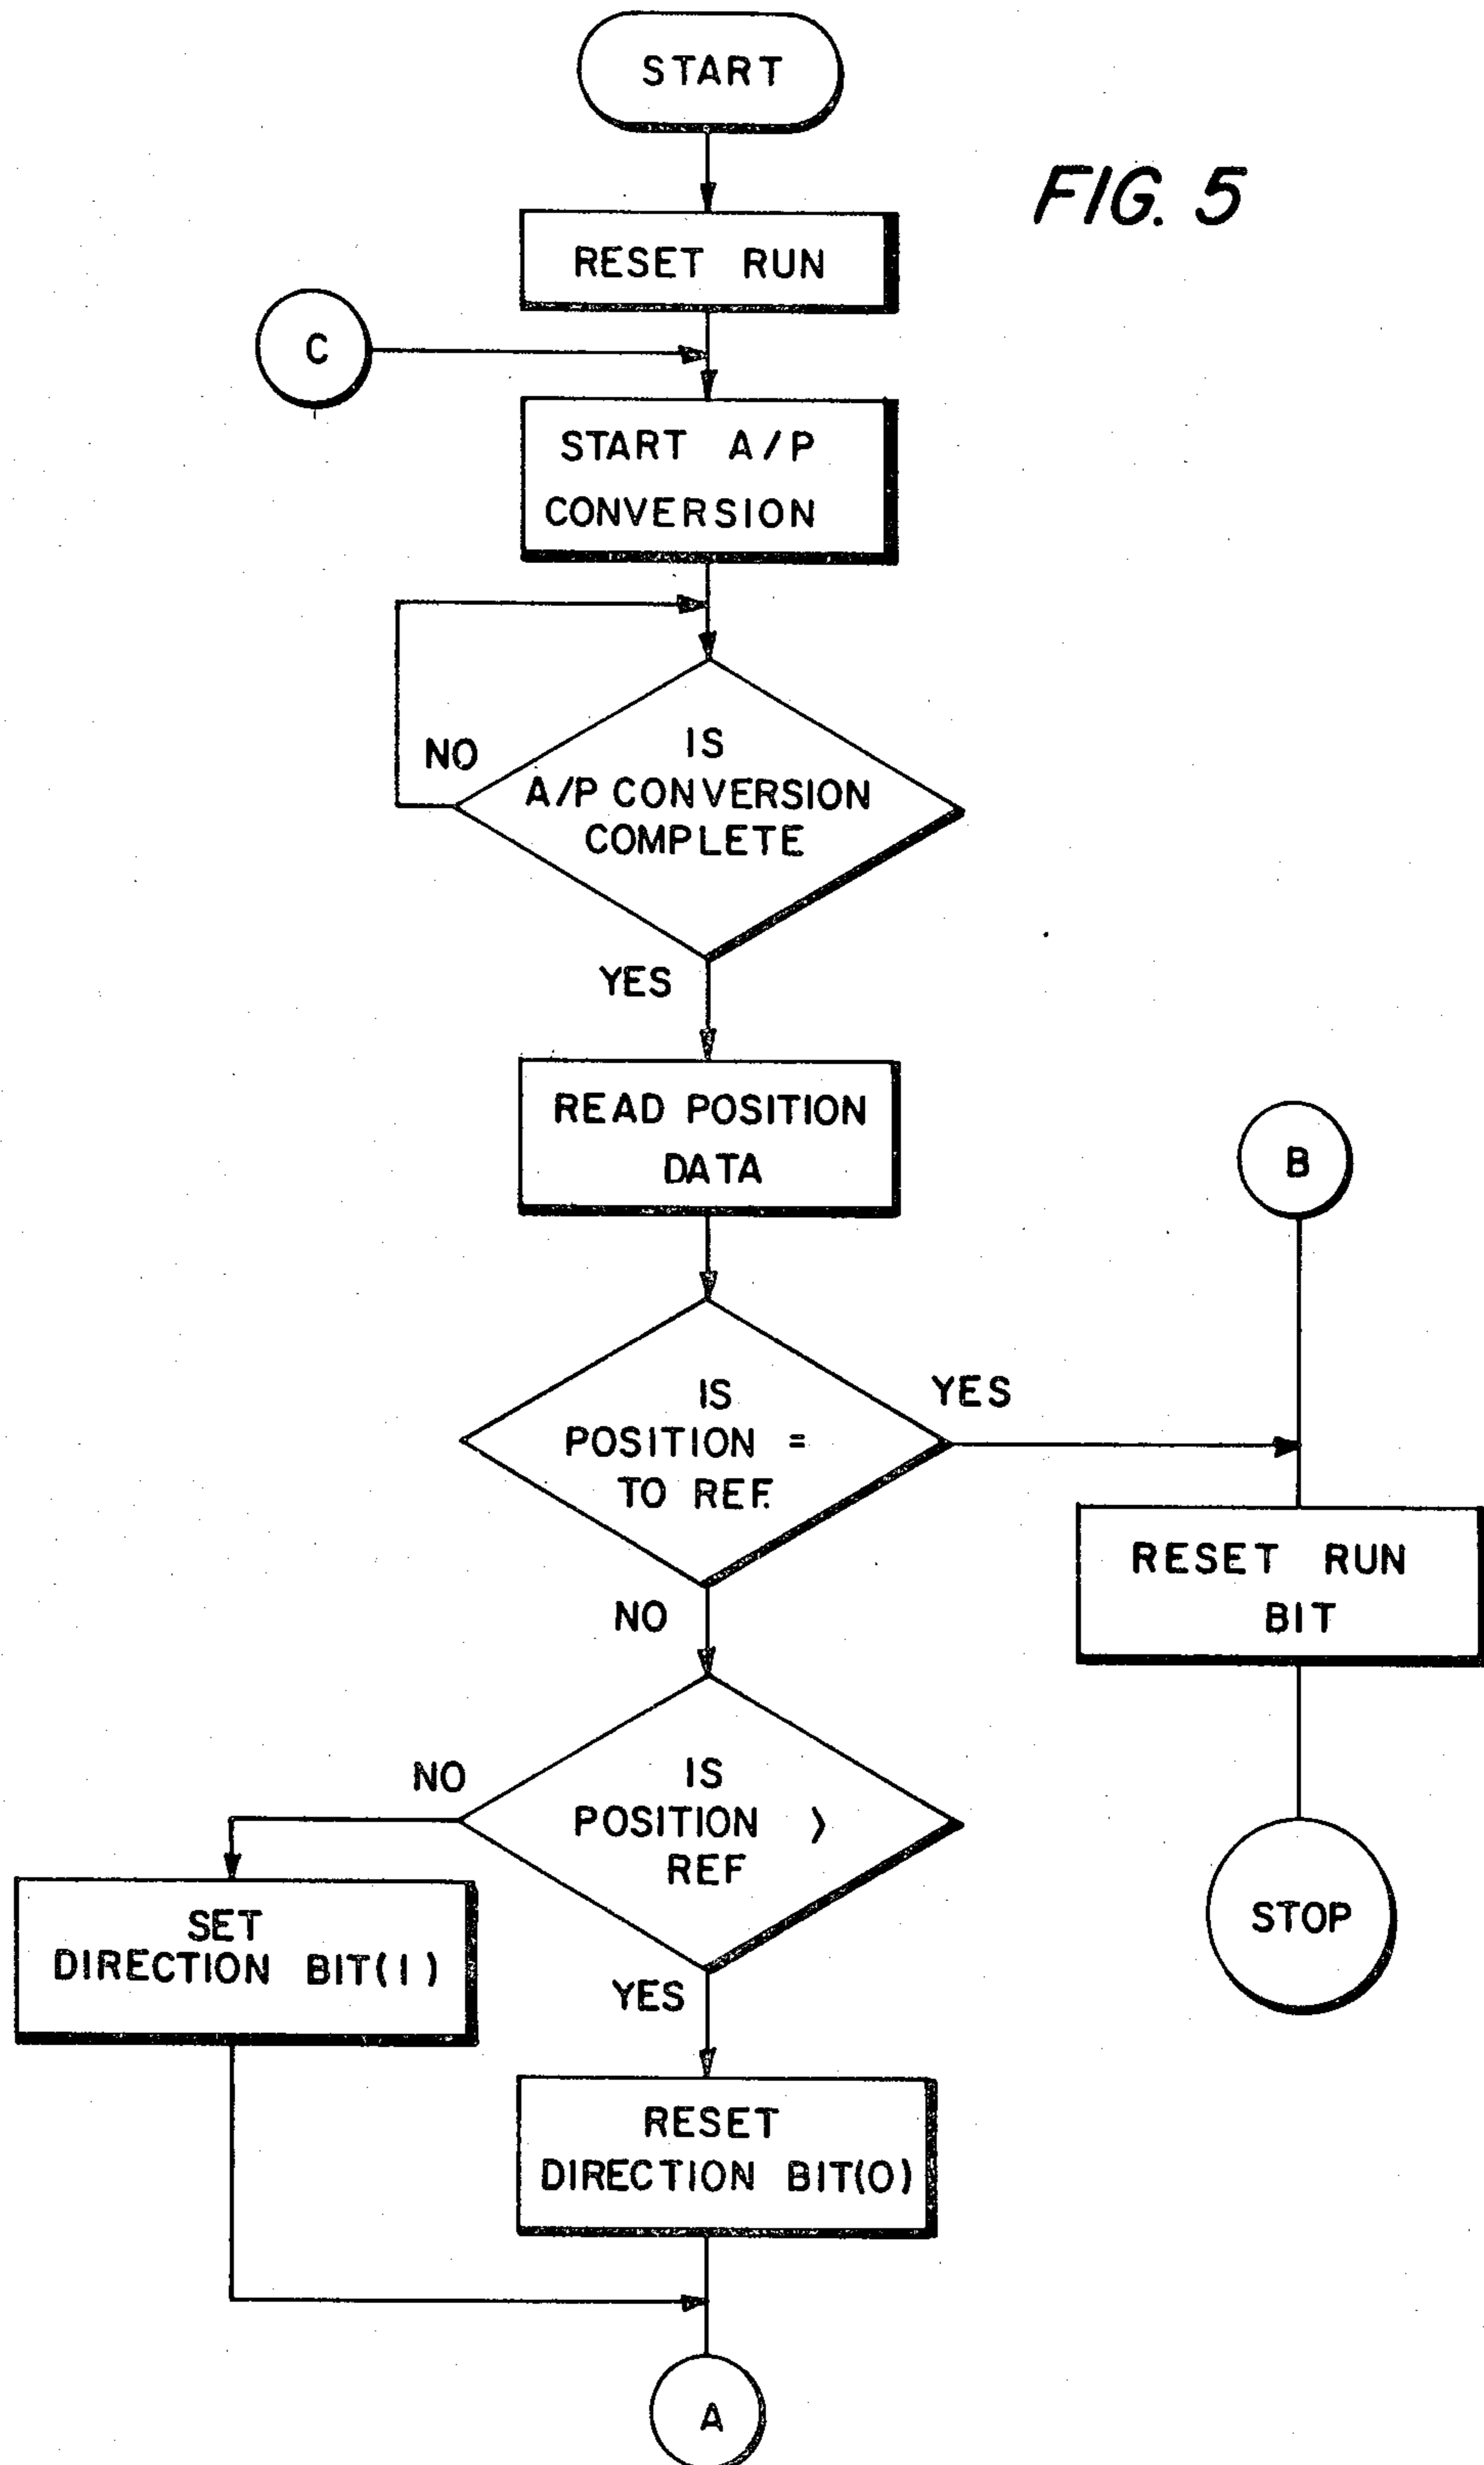 START
FIG. 5
RESET RUN
C
START A/P
CONVERSION
NO
IS
A/P CONVERSION
COMPLETE
YES
READ POSITION
DATA
B
IS
POSITION =
TO REF.
YES
NO
RESET RUN
BIT
NO
IS
POSITION >
REF
SET
DIRECTION BIT(1)
STOP
YES
RESET
DIRECTION BIT(0)
A